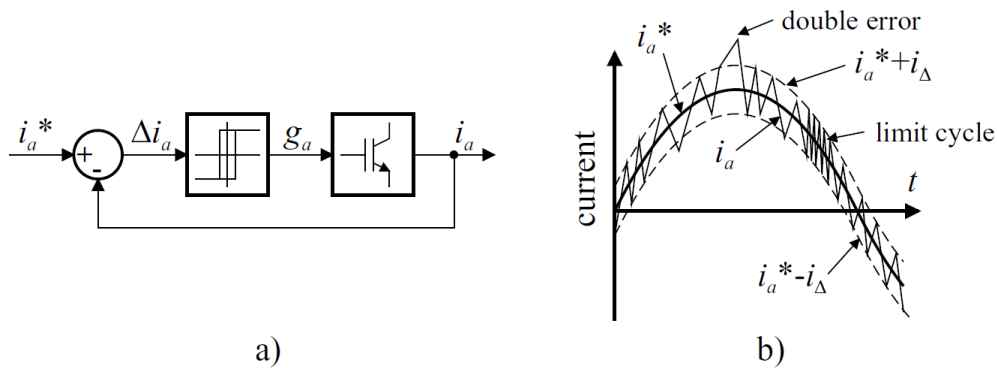 i_a*
+
-
Δi_a
g_a
i_a
a)
double error
i_a*
i_a*+i_Δ
limit cycle
i_a
t
current
i_a*-i_Δ
b)